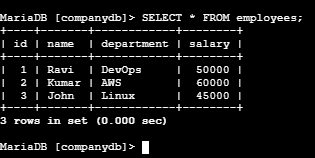 MariaDB [companydb]> SELECT * FROM employees;
+----+-------+------------+--------+
| id | name  | department | salary |
+----+-------+------------+--------+
|  1 | Ravi  | DevOps     |  50000 |
|  2 | Kumar | AWS        |  60000 |
|  3 | John  | Linux      |  45000 |
+----+-------+------------+--------+
3 rows in set (0.000 sec)
MariaDB [companydb]>